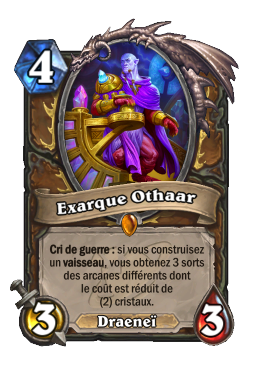 4
Exarque Othaar
Cri de guerre : si vous construisez
un vaisseau, vous obtenez 3 sorts
des arcanes différents dont
le coût est réduit de
(2) cristaux.
3
Draeneï
3